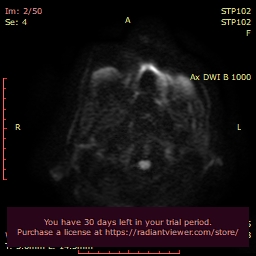 Im: 2/50
Se: 4
A
STP102
STP102
F
Ax DWI B 1000
R
L
You have 30 days left in your trial period.
Purchase a license at https://radiantviewer.com/store/